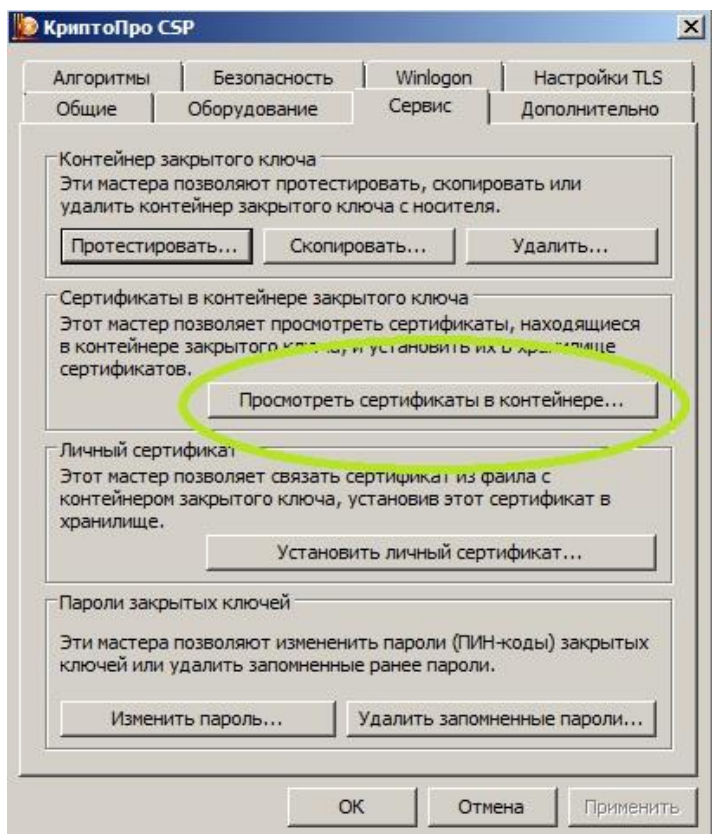 КриптоПро CSP
Алгоритмы Безопасность Winlogon Настройки TLS
Общие Оборудование Сервис Дополнительно
Контейнер закрытого ключа
Эти мастера позволяют протестировать, скопировать или
удалить контейнер закрытого ключа с носителя.
Протестировать... Скопировать... Удалить...
Сертификаты в контейнере закрытого ключа
Этот мастер позволяет просмотреть сертификаты, находящиеся
в контейнере закрытого ключа, и установить их в хранилище
сертификатов.
Просмотреть сертификаты в контейнере...
Личный сертификат
Этот мастер позволяет связать сертификат из файла с
контейнером закрытого ключа, установив этот сертификат в
хранилище.
Установить личный сертификат...
Пароли закрытых ключей
Эти мастера позволяют измененить пароли (ПИН-коды) закрытых
ключей или удалить запомненные ранее пароли.
Изменить пароль... Удалить запомненные пароли...
OK Отмена Применить